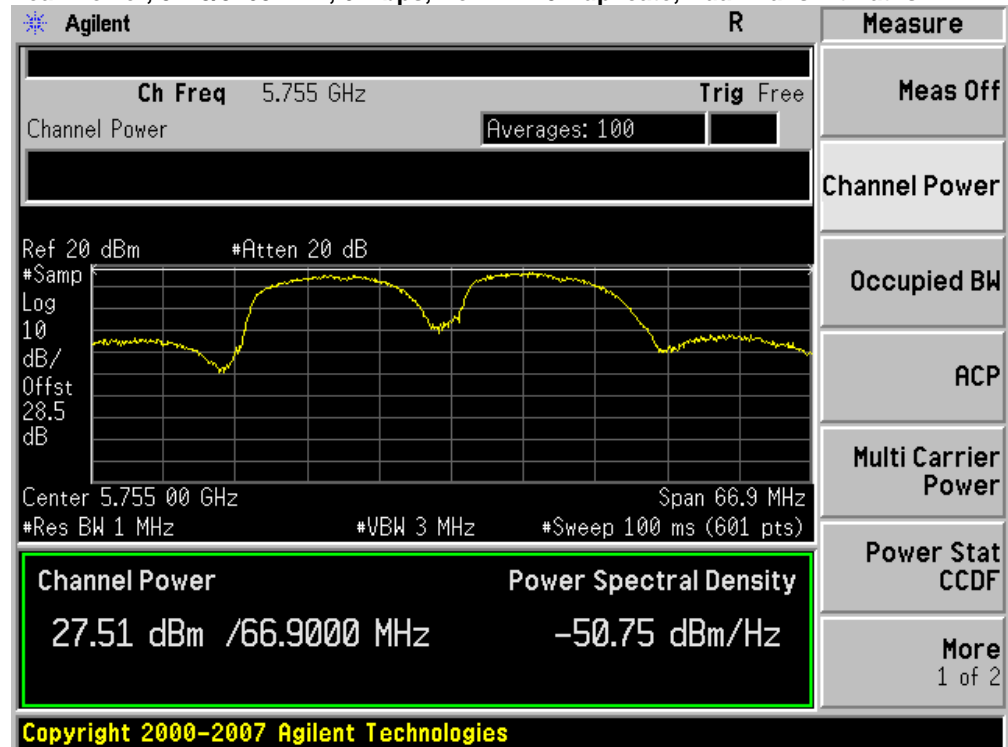 Agilent R Measure
Ch Freq 5.755 GHz Trig Free
Channel Power Averages: 100
Ref 20 dBm #Atten 20 dB
#Samp
Log
10
dB/
Offst
28.5
dB
Center 5.755 00 GHz Span 66.9 MHz
#Res BW 1 MHz #VBW 3 MHz #Sweep 100 ms (601 pts)
Channel Power Power Spectral Density
27.51 dBm /66.9000 MHz -50.75 dBm/Hz
Meas Off
Channel Power
Occupied BW
ACP
Multi Carrier
Power
Power Stat
CCDF
More
1 of 2
Copyright 2000-2007 Agilent Technologies